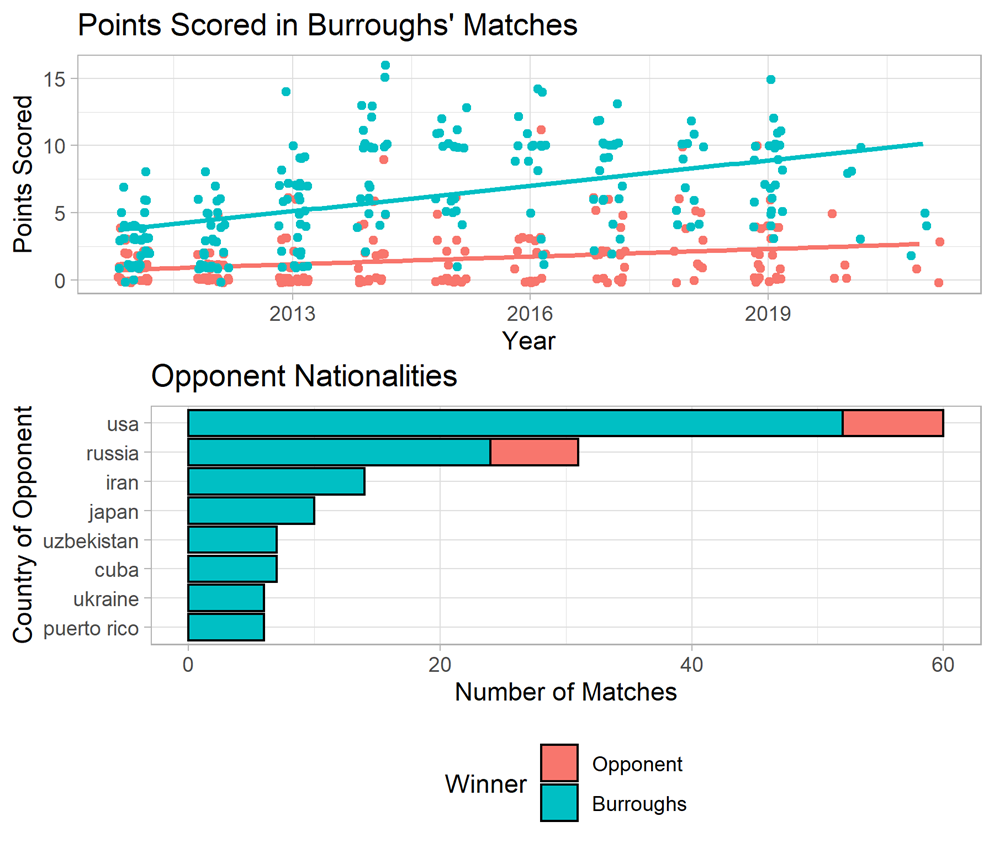 Points Scored in Burroughs' Matches
Points Scored
15
10
5
0
2013
2016
2019
Year
Opponent Nationalities
Country of Opponent
usa
russia
iran
japan
uzbekistan
cuba
ukraine
puerto rico
0
20
40
60
Number of Matches
Winner
Opponent
Burroughs